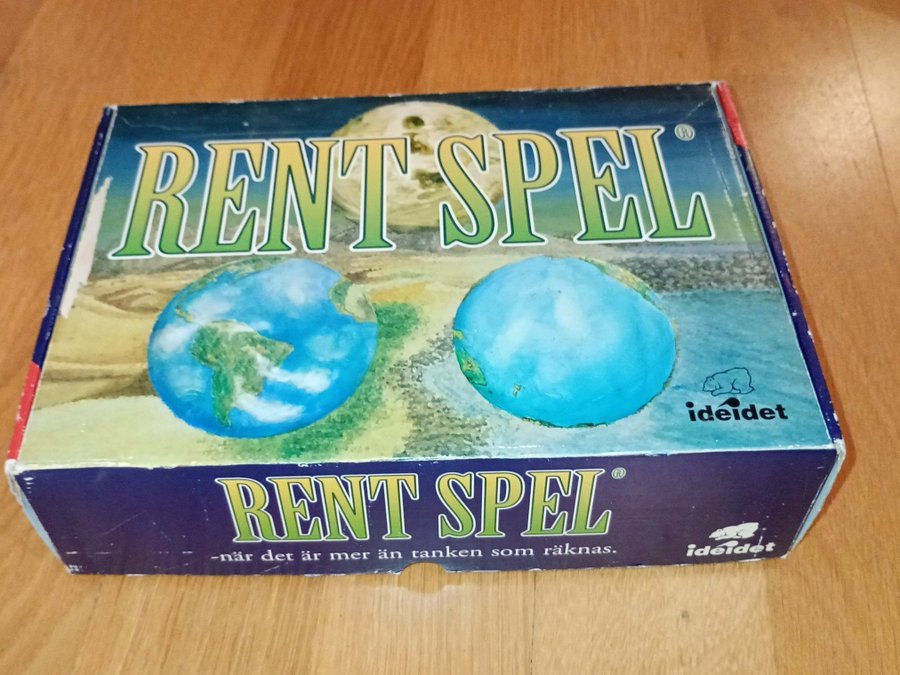 RENT SPEL®
ideidet
RENT SPEL®
-när det är mer än tanken som räknas.
ideidet